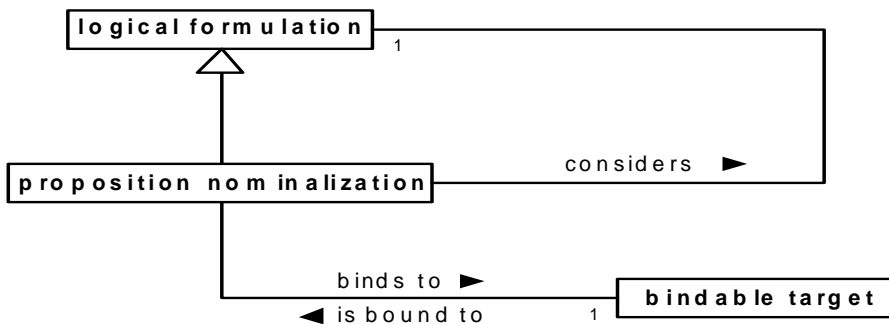 logical formulation
1
considers
proposition nominalization
binds to
bindable target
is bound to
1